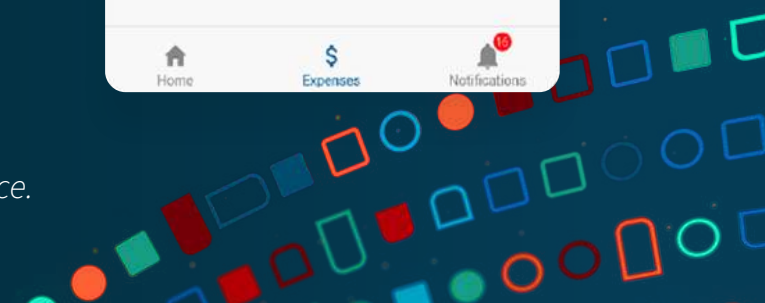 $
16
Home
Expenses
Notifications
ce.